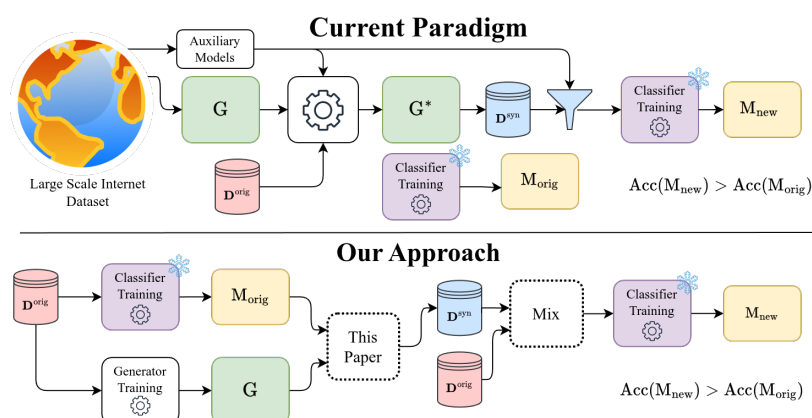 Current Paradigm
Auxiliary
Models
G
G*
D^syn
Classifier
Training
M_new
Large Scale Internet
Dataset
D^orig
Classifier
Training
M_orig
Acc(M_new) > Acc(M_orig)
Our Approach
D^orig
Classifier
Training
M_orig
This
Paper
D^syn
Mix
Classifier
Training
M_new
Generator
Training
G
D^orig
Acc(M_new) > Acc(M_orig)